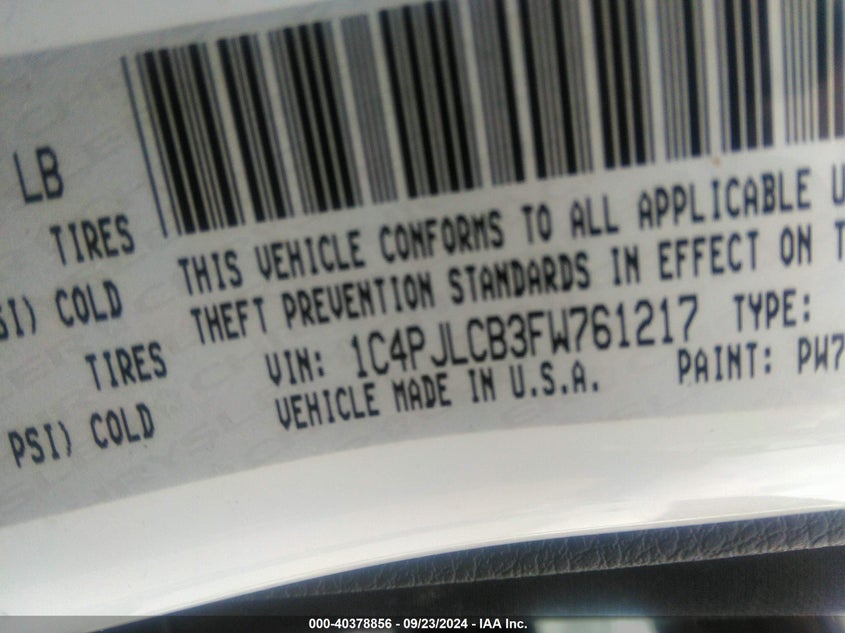 LB
TIRES
SI) COLD
TIRES
PSI) COLD
THIS VEHICLE CONFORMS TO ALL APPLICABLE U
THEFT PREVENTION STANDARDS IN EFFECT ON T
VIN: 1C4PJLCB3FW761217 TYPE:
VEHICLE MADE IN U.S.A. PAINT: PW7
000-40378856 - 09/23/2024 - IAA Inc.